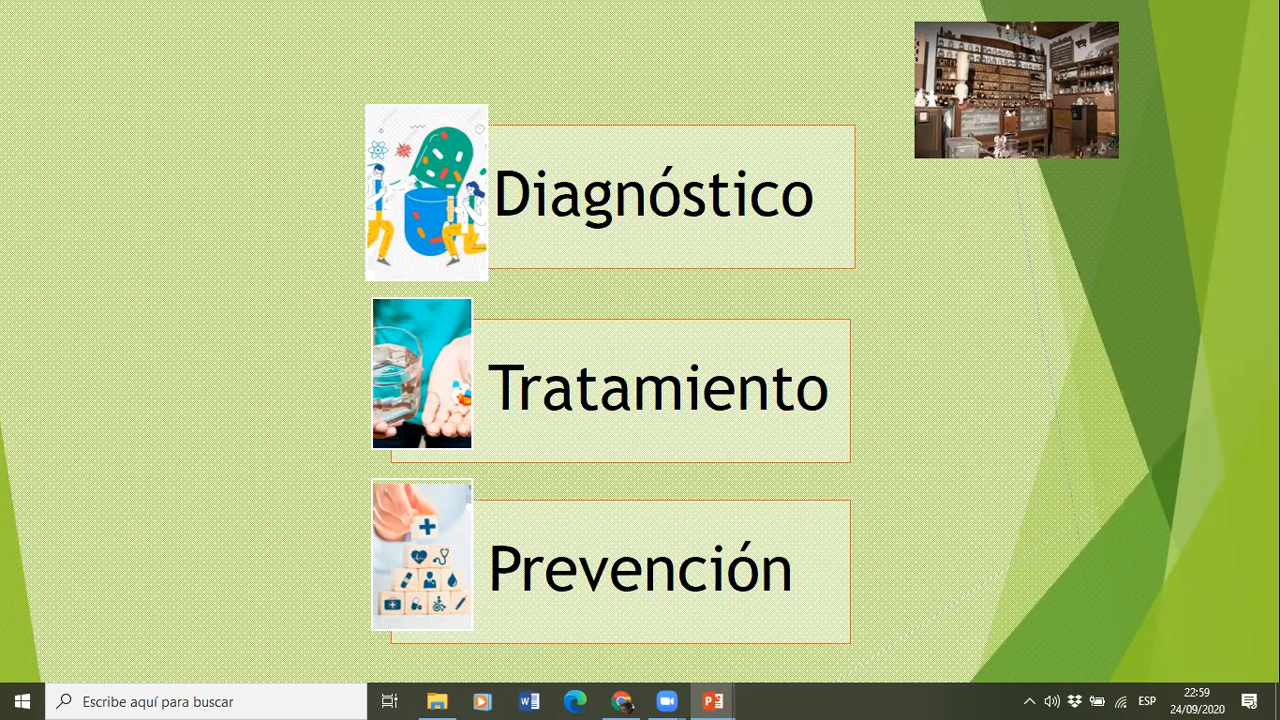 Diagnóstico
Tratamiento
Prevención
Escribe aquí para buscar
ESP
22:59
24/09/2020